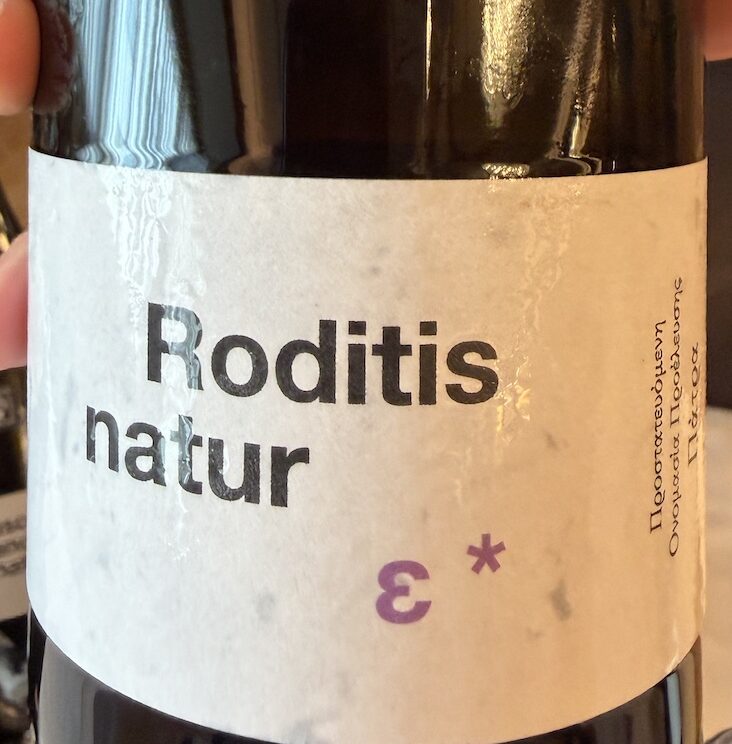 Roditis
natur
ε *
Προστατευόμενη
Ονομασία Προέλευσης
Πάτρα